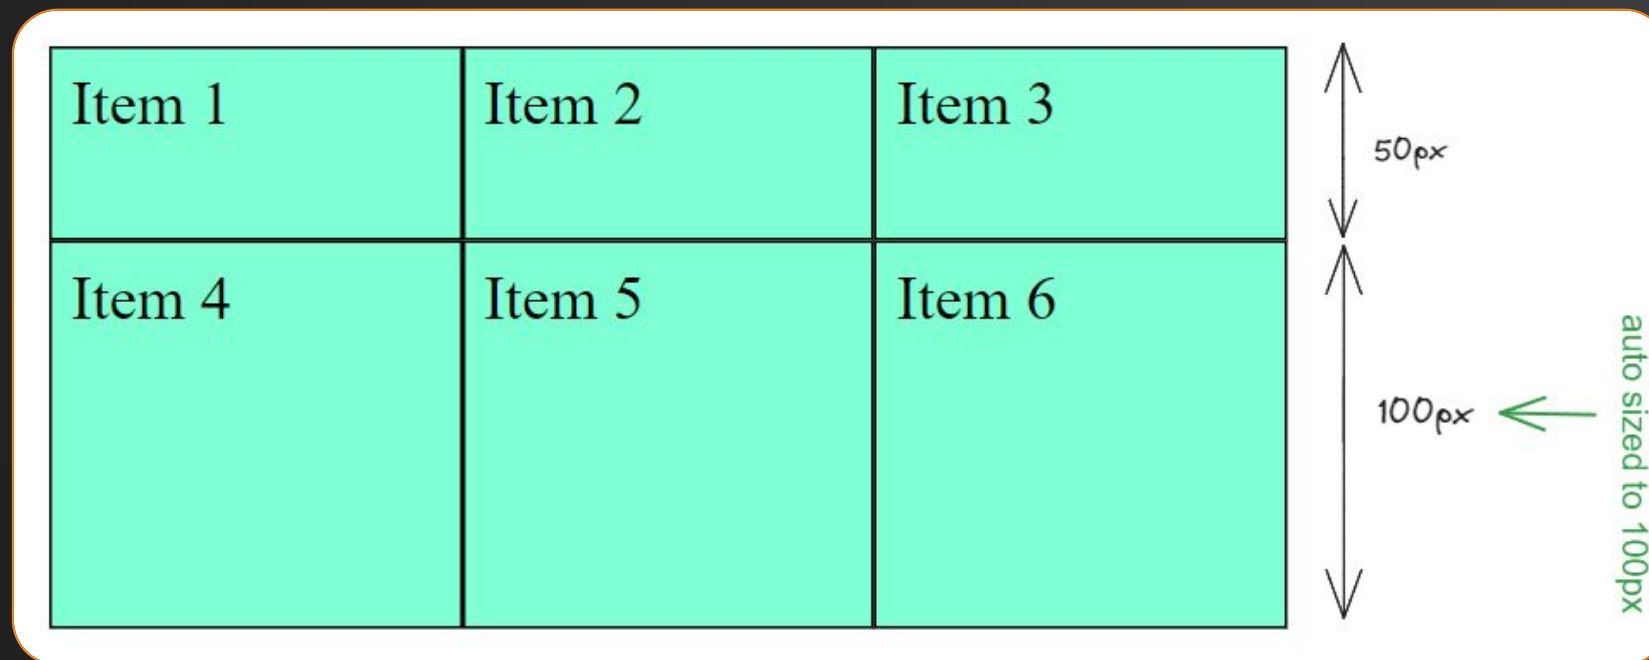 Item 1
Item 2
Item 3
50px
Item 4
Item 5
Item 6
100px
auto sized to 100px